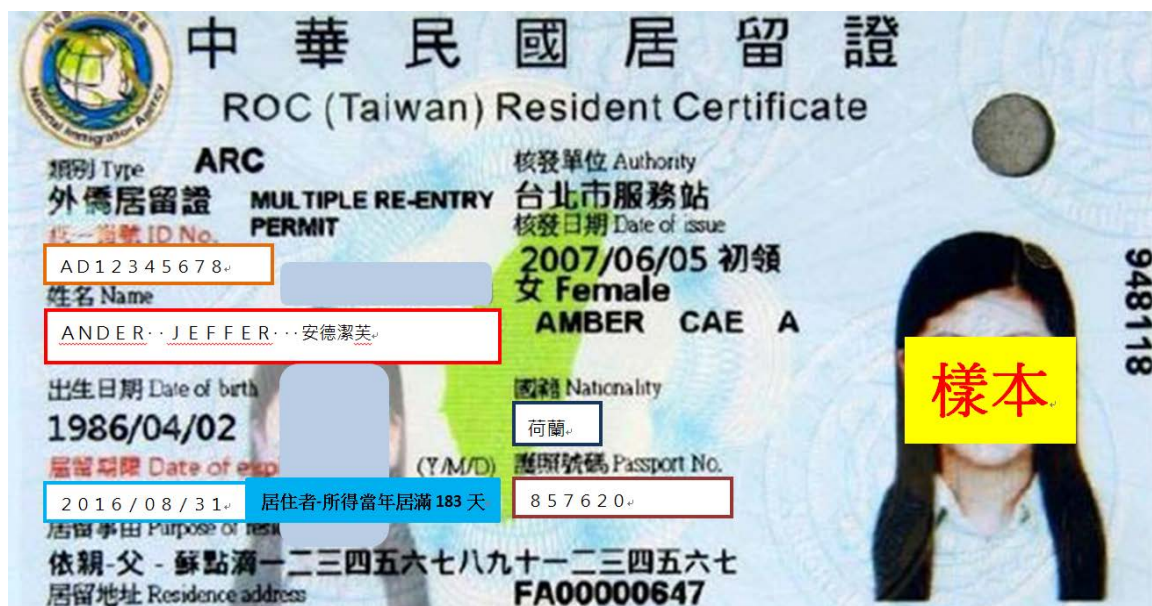 中華民國居留證
ROC (Taiwan) Resident Certificate
National Immigration Agency
類別 Type ARC
核發單位 Authority
外僑居留證 MULTIPLE RE-ENTRY PERMIT
台北市服務站
統一證號 ID No.
核發日期 Date of issue
AD12345678
2007/06/05 初領
姓名 Name
女 Female
ANDER JEFFER 安德潔芙
AMBER CAE A
948118
樣本
出生日期 Date of birth
國籍 Nationality
1986/04/02
荷蘭
居留期限 Date of exp
(Y/M/D)
護照號碼 Passport No.
2016/08/31
居住者-所得當年居滿 183 天
857620
居留事由 Purpose of resi
依親-父 - 蘇點滴一二三四五六七八九十一二三四五六七
居留地址 Residence address
FA00000647